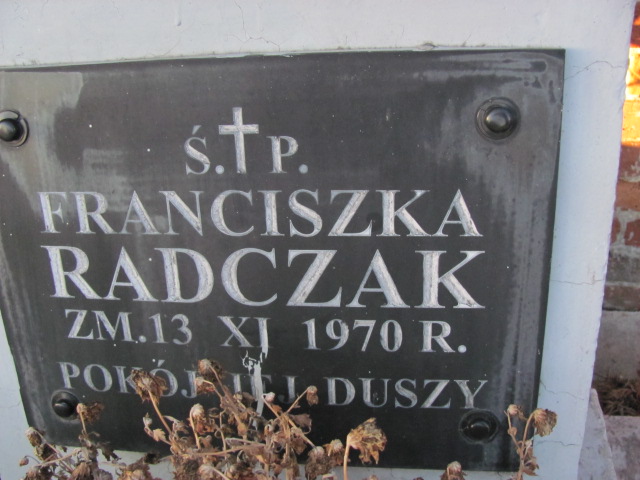 Ś. P.
FRANCISZKA
RADCZAK
ZM. 13 XI 1970 R.
POKÓJ JEJ DUSZY